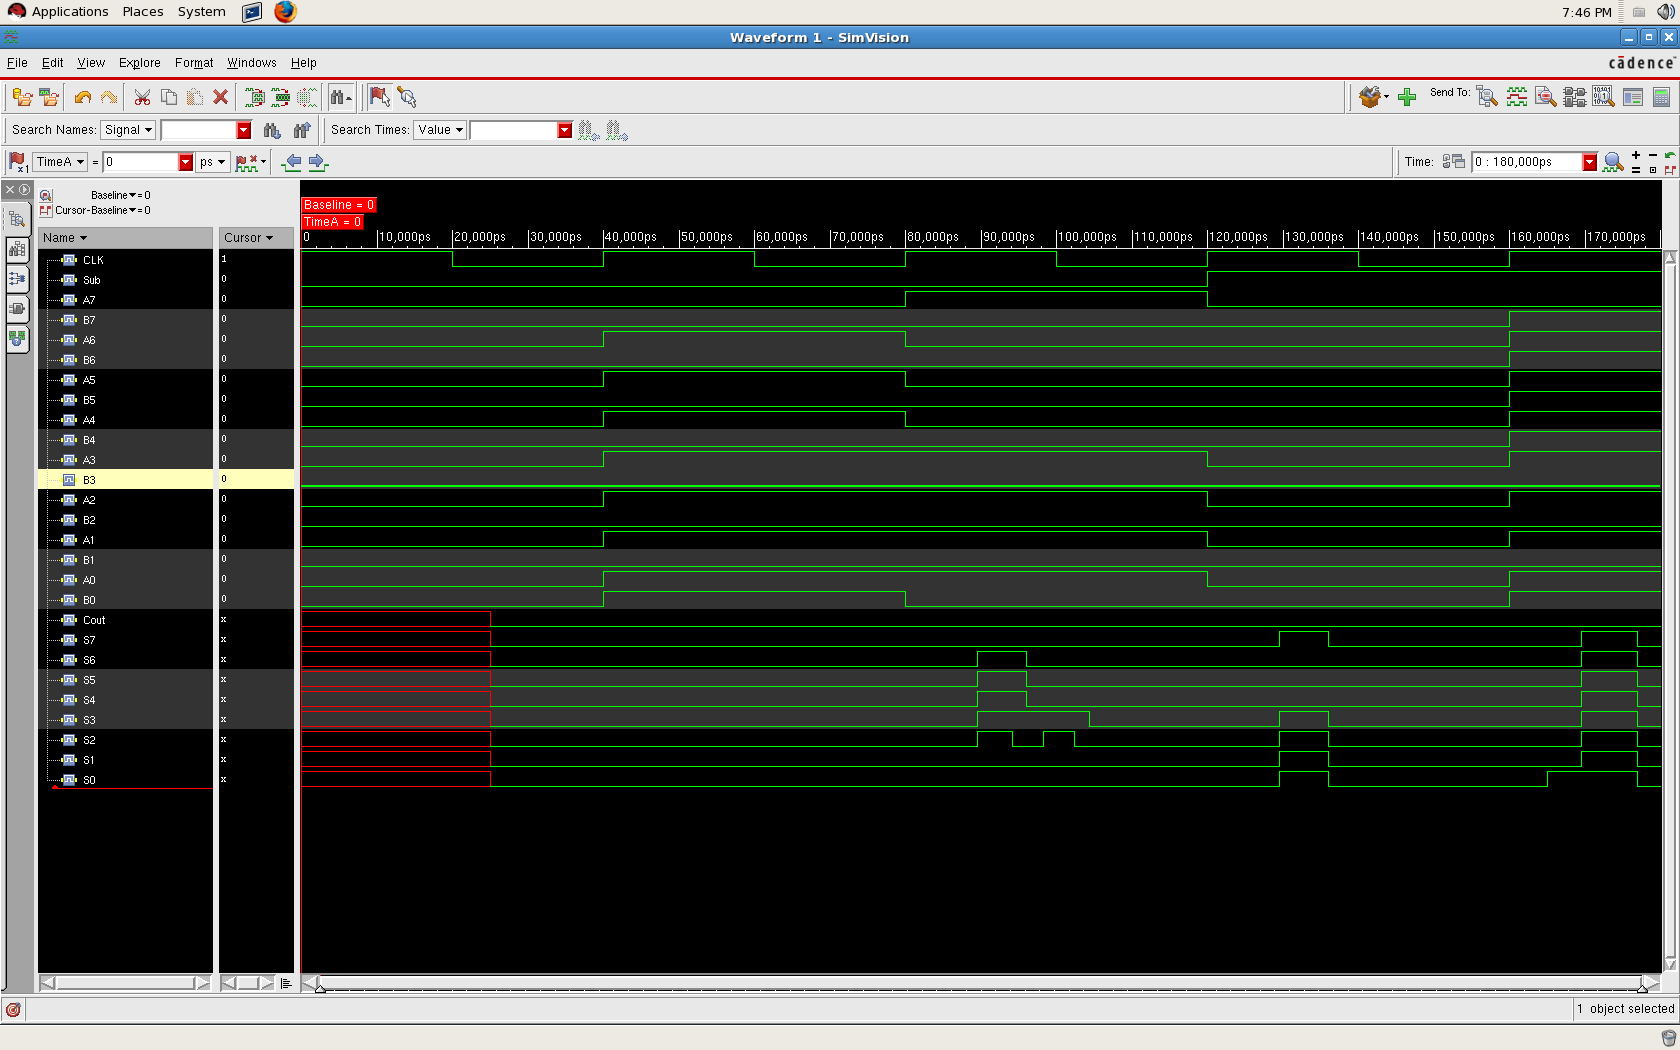 Applications Places System 7:46 PM
Waveform 1 - SimVision
File Edit View Explore Format Windows Help cādence
Send To:
Search Names: Signal Search Times: Value
x1 TimeA = 0 ps Time: 0 : 180,000ps
Baseline = 0
Cursor-Baseline = 0
Baseline = 0
TimeA = 0
Name Cursor 0 10,000ps 20,000ps 30,000ps 40,000ps 50,000ps 60,000ps 70,000ps 80,000ps 90,000ps 100,000ps 110,000ps 120,000ps 130,000ps 140,000ps 150,000ps 160,000ps 170,000ps
CLK 1
Sub 0
A7 0
B7 0
A6 0
B6 0
A5 0
B5 0
A4 0
B4 0
A3 0
B3 0
A2 0
B2 0
A1 0
B1 0
A0 0
B0 0
Cout x
S7 x
S6 x
S5 x
S4 x
S3 x
S2 x
S1 x
S0 x
1 object selected